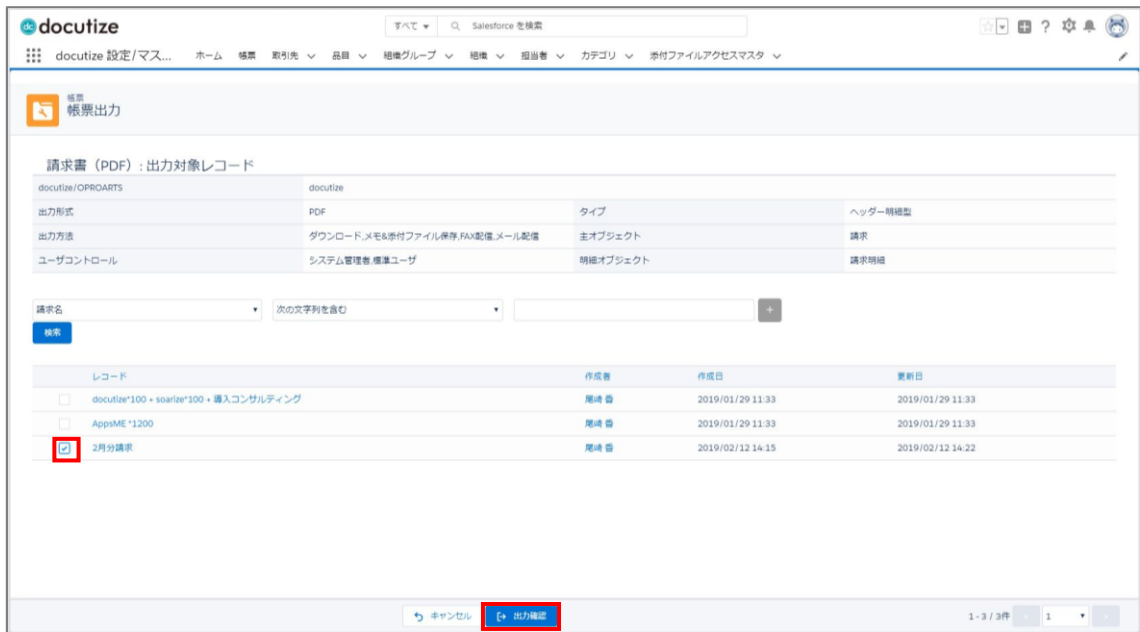 docutize
すべて Salesforce を検索
docutize 設定/マス... ホーム 帳票 取引先 品目 組織グループ 組織 担当者 カテゴリ 添付ファイルアクセスマスタ
帳票
帳票出力
請求書（PDF）: 出力対象レコード
docutize/OPROARTS docutize
出力形式 PDF タイプ ヘッダー明細型
出力方法 ダウンロード,メモ&添付ファイル保存,FAX配信,メール配信 主オブジェクト 請求
ユーザコントロール システム管理者,標準ユーザ 明細オブジェクト 請求明細
請求名 次の文字列を含む +
検索
レコード 作成者 作成日 更新日
docutize*100 + soarize*100 + 導入コンサルティング 尾崎 香 2019/01/29 11:33 2019/01/29 11:33
AppsME *1200 尾崎 香 2019/01/29 11:33 2019/01/29 11:33
2月分請求 尾崎 香 2019/02/12 14:15 2019/02/12 14:22
キャンセル 出力確認 1 - 3 / 3件 1